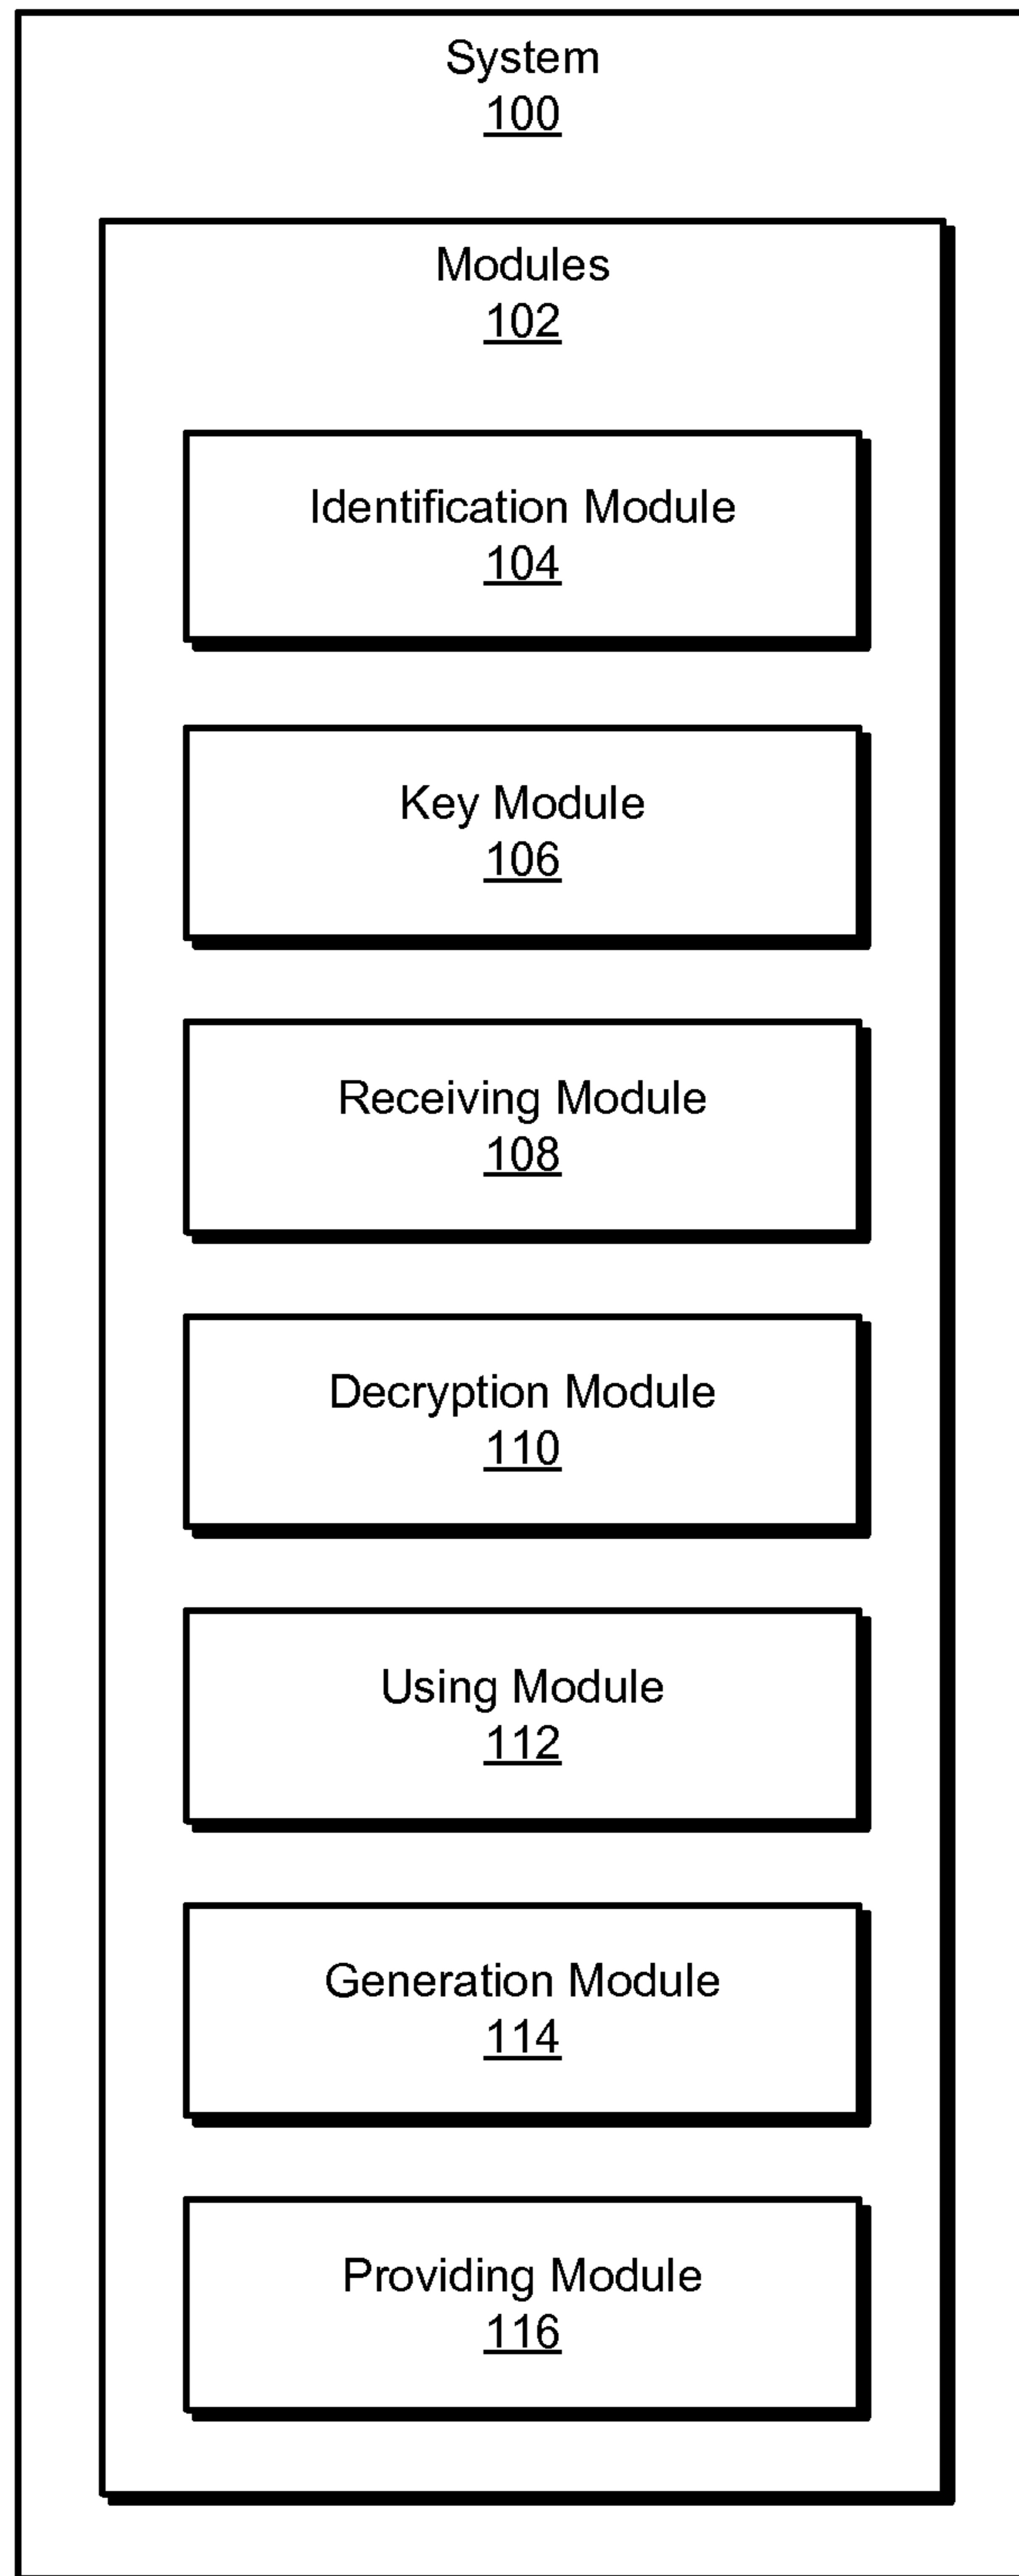 System
100
Modules
102
Identification Module
104
Key Module
106
Receiving Module
108
Decryption Module
110
Using Module
112
Generation Module
114
Providing Module
116